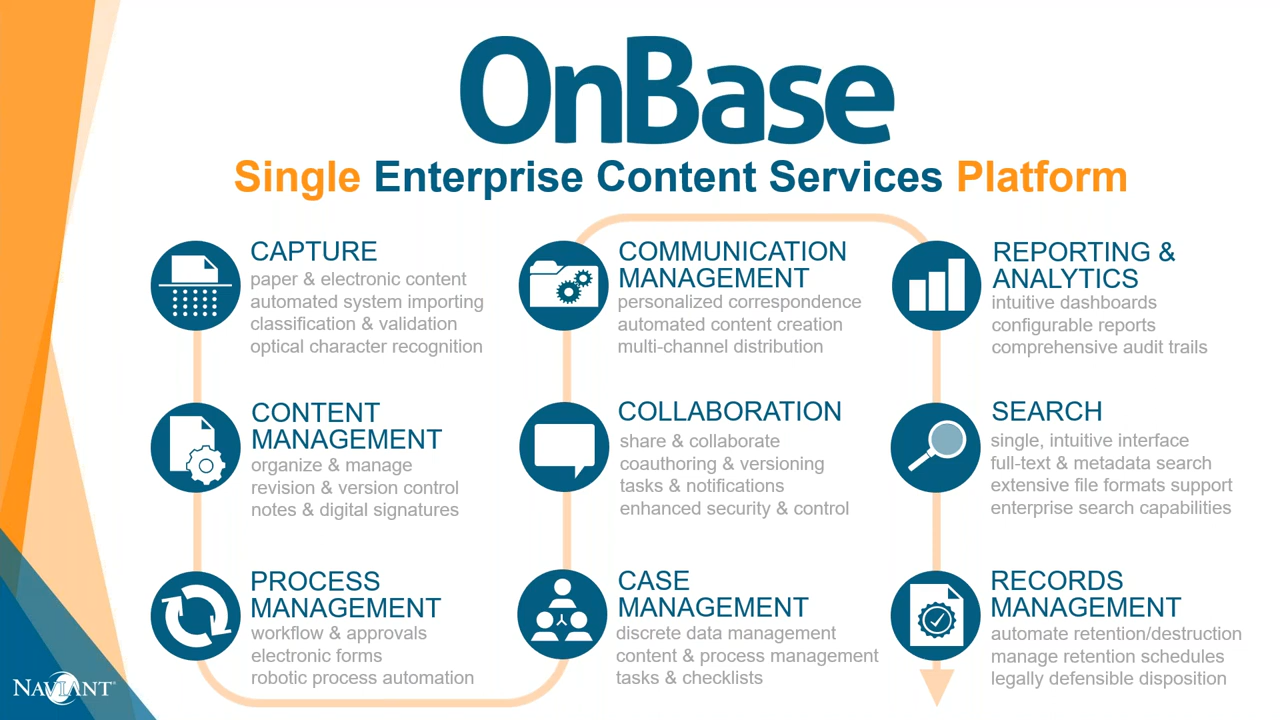 OnBase
Single Enterprise Content Services Platform
CAPTURE
paper & electronic content
automated system importing
classification & validation
optical character recognition
CONTENT
MANAGEMENT
organize & manage
revision & version control
notes & digital signatures
PROCESS
MANAGEMENT
workflow & approvals
electronic forms
robotic process automation
COMMUNICATION
MANAGEMENT
personalized correspondence
automated content creation
multi-channel distribution
COLLABORATION
share & collaborate
coauthoring & versioning
tasks & notifications
enhanced security & control
CASE
MANAGEMENT
discrete data management
content & process management
tasks & checklists
REPORTING &
ANALYTICS
intuitive dashboards
configurable reports
comprehensive audit trails
SEARCH
single, intuitive interface
full-text & metadata search
extensive file formats support
enterprise search capabilities
RECORDS
MANAGEMENT
automate retention/destruction
manage retention schedules
legally defensible disposition
NAVIANT